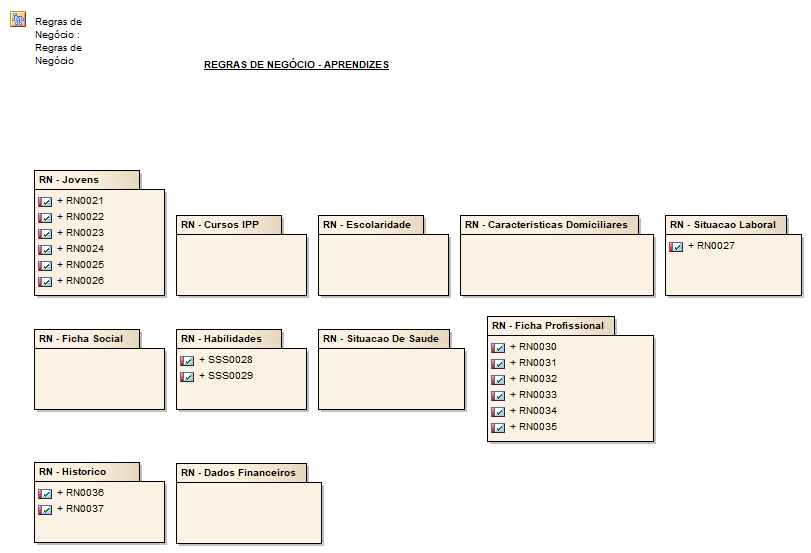 Regras de
Negócio :
Regras de
Negócio
REGRAS DE NEGÓCIO - APRENDIZES
RN - Jovens
+ RN0021
+ RN0022
+ RN0023
+ RN0024
+ RN0025
+ RN0026
RN - Cursos IPP
RN - Escolaridade
RN - Caracteristicas Domiciliares
RN - Situacao Laboral
+ RN0027
RN - Ficha Social
RN - Habilidades
+ SSS0028
+ SSS0029
RN - Situacao De Saude
RN - Ficha Profissional
+ RN0030
+ RN0031
+ RN0032
+ RN0033
+ RN0034
+ RN0035
RN - Historico
+ RN0036
+ RN0037
RN - Dados Financeiros